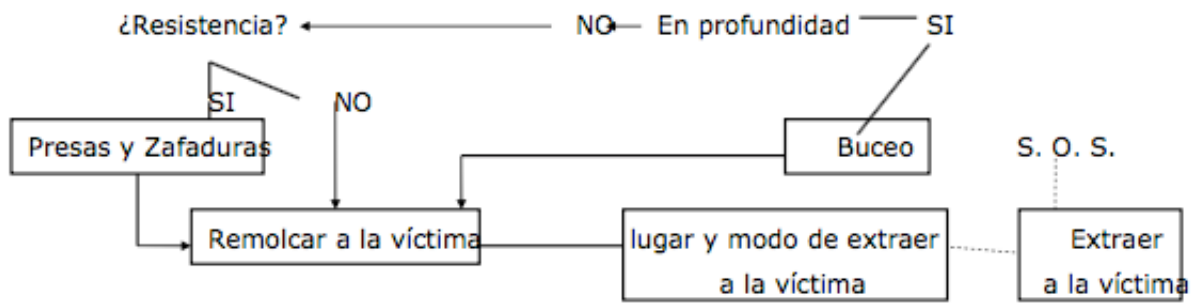 ¿Resistencia? NO En profundidad SI
SI NO
Presas y Zafaduras Buceo S. O. S.
Remolcar a la víctima lugar y modo de extraer Extraer
a la víctima a la víctima